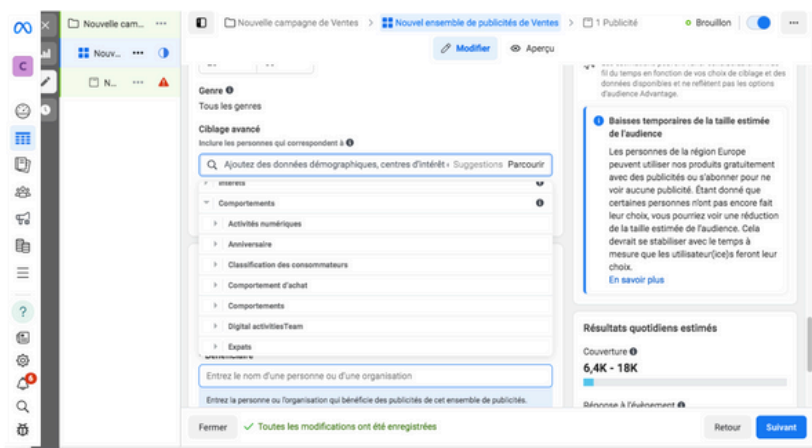 Nouvelle cam... ...
Nouvelle campagne de Ventes > Nouvel ensemble de publicités de Ventes > 1 Publicité
Brouillon
Nouv... ...
Modifier
Aperçu
C
N... ...
Genre
Tous les genres
Ciblage avancé
Inclure les personnes qui correspondent à
Ajoutez des données démographiques, centres d'intérêt Suggestions Parcourir
Intérêts
Comportements
Activités numériques
Anniversaire
Classification des consommateurs
Comportement d'achat
Comportements
Digital activitiesTeam
Expats
Bénéficiaire
Entrez le nom d'une personne ou d'une organisation
Entrez la personne ou l'organisation qui bénéficie des publicités de cet ensemble de publicités.
fil du temps en fonction de vos choix de ciblage et des
données disponibles et ne reflètent pas les options
d'audience Advantage.
Baisses temporaires de la taille estimée
de l'audience
Les personnes de la région Europe
peuvent utiliser nos produits gratuitement
avec des publicités ou s'abonner pour ne
voir aucune publicité. Étant donné que
certaines personnes n'ont pas encore fait
leur choix, vous pourriez voir une réduction
de la taille estimée de l'audience. Cela
devrait se stabiliser avec le temps à
mesure que les utilisateur(ice)s feront leur
choix.
En savoir plus
Résultats quotidiens estimés
Couverture
6,4K - 18K
Réponse à l'évènement
Fermer
Toutes les modifications ont été enregistrées
Retour
Suivant